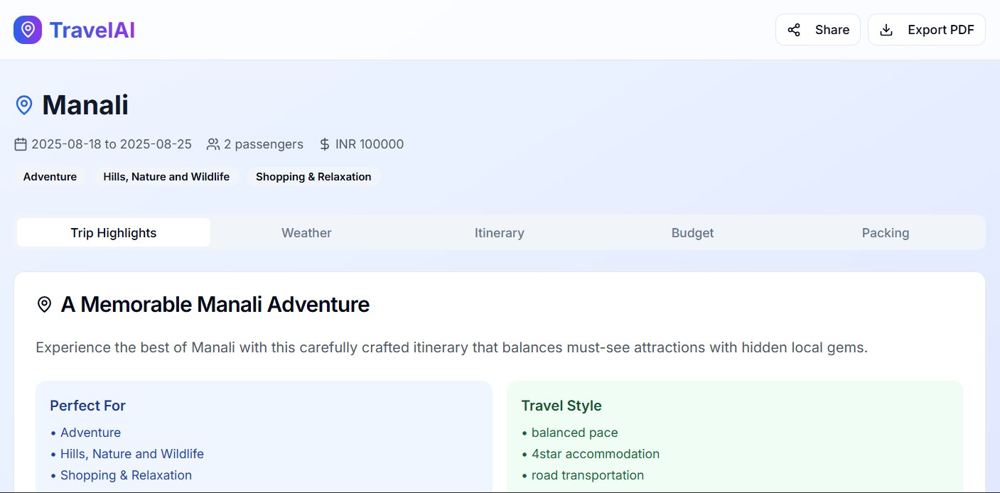 TravelAI
Share
Export PDF
Manali
2025-08-18 to 2025-08-25 2 passengers $ INR 100000
Adventure Hills, Nature and Wildlife Shopping & Relaxation
Trip Highlights Weather Itinerary Budget Packing
A Memorable Manali Adventure
Experience the best of Manali with this carefully crafted itinerary that balances must-see attractions with hidden local gems.
Perfect For
• Adventure
• Hills, Nature and Wildlife
• Shopping & Relaxation
Travel Style
• balanced pace
• 4star accommodation
• road transportation